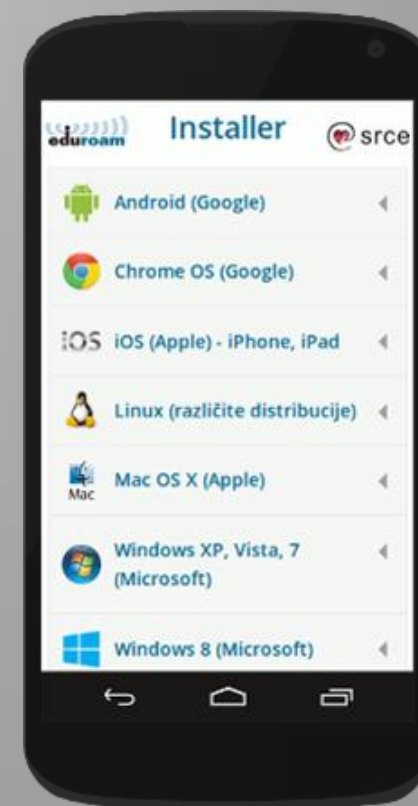 eduroam
Installer
srce
Android (Google)
Chrome OS (Google)
iOS
iOS (Apple) - iPhone, iPad
Linux (različite distribucije)
Mac
Mac OS X (Apple)
Windows XP, Vista, 7
(Microsoft)
Windows 8 (Microsoft)